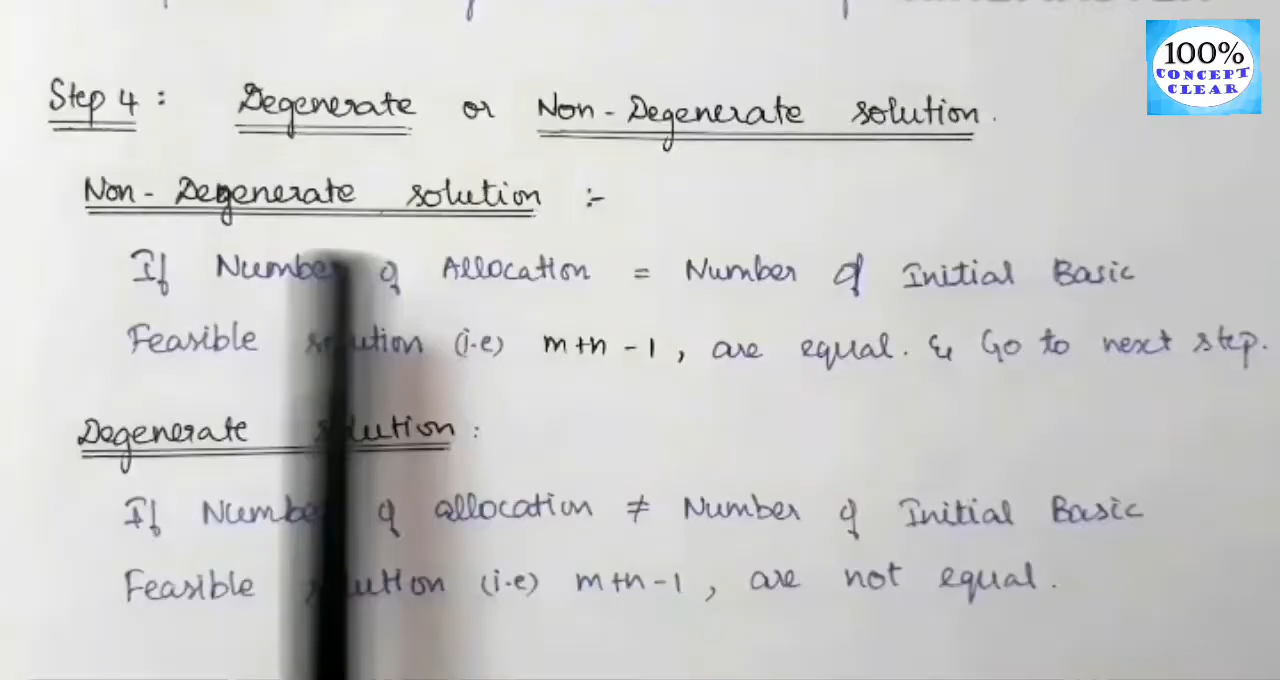 100%
CONCEPT
CLEAR
Step 4 : Degenerate or Non-Degenerate solution.
Non-Degenerate solution :-
If Number of Allocation = Number of Initial Basic
Feasible solution (i.e) m+n-1, are equal. & Go to next step.
Degenerate solution :
If Number of allocation ≠ Number of Initial Basic
Feasible solution (i-e) m+n-1, are not equal.